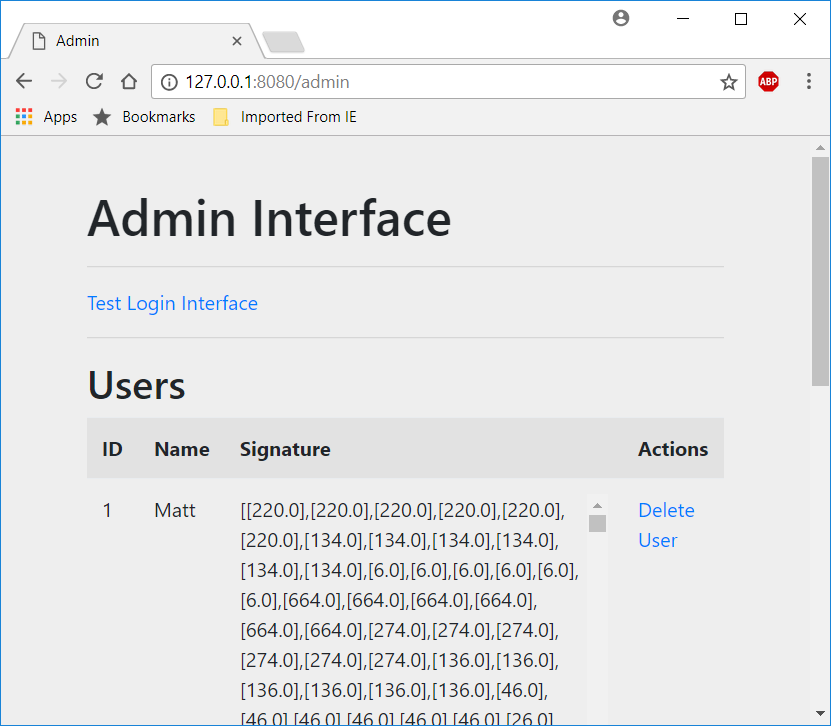 Admin
127.0.0.1:8080/admin
ABP
Apps Bookmarks Imported From IE
Admin Interface
Test Login Interface
Users
ID Name Signature Actions
1 Matt [[220.0],[220.0],[220.0],[220.0],[220.0], Delete
[220.0],[134.0],[134.0],[134.0],[134.0], User
[134.0],[134.0],[6.0],[6.0],[6.0],[6.0],[6.0],
[6.0],[664.0],[664.0],[664.0],[664.0],
[664.0],[664.0],[274.0],[274.0],[274.0],
[274.0],[274.0],[274.0],[136.0],[136.0],
[136.0],[136.0],[136.0],[136.0],[46.0],
[46.0],[46.0],[46.0],[46.0],[46.0],[26.0],